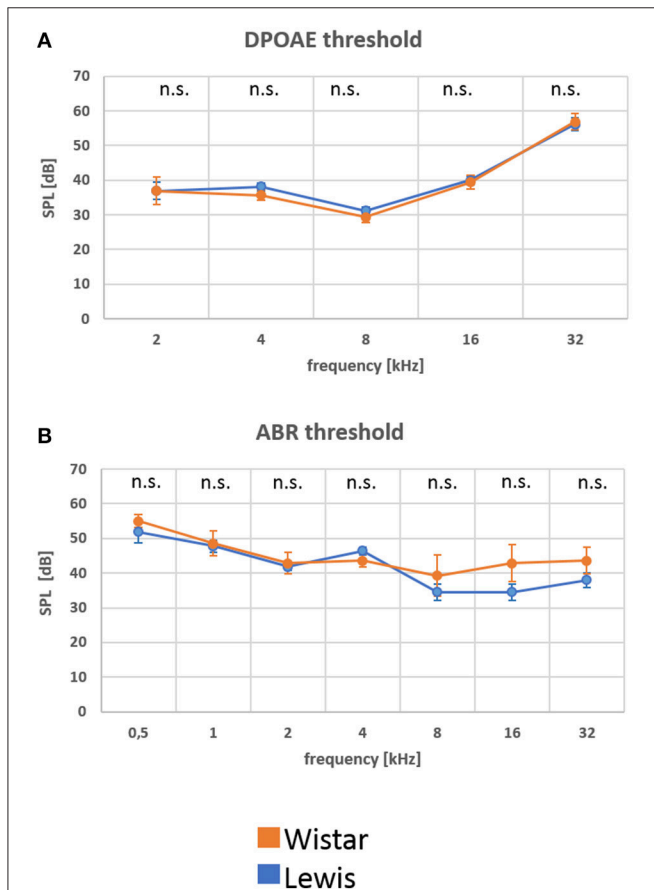 A
DPOAE threshold
n.s. n.s. n.s. n.s. n.s.
70
60
50
40
30
20
10
0
SPL [dB]
2 4 8 16 32
frequency [kHz]
B
ABR threshold
n.s. n.s. n.s. n.s. n.s. n.s. n.s.
70
60
50
40
30
20
10
0
SPL [dB]
0,5 1 2 4 8 16 32
frequency [kHz]
Wistar
Lewis